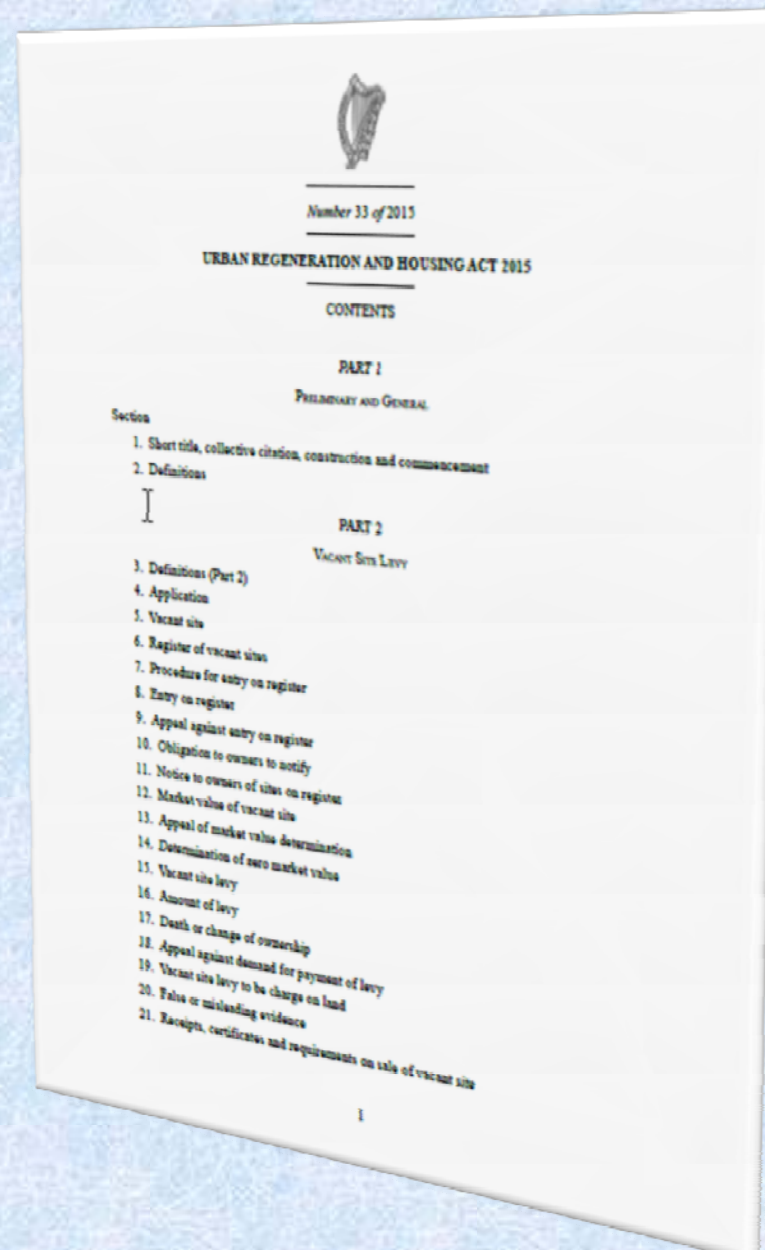 Number 33 of 2015
URBAN REGENERATION AND HOUSING ACT 2015
CONTENTS
PART 1
PRELIMINARY AND GENERAL
Section
1. Short title, collective citation, construction and commencement
2. Definitions
PART 2
VACANT SITE LEVY
3. Definitions (Part 2)
4. Application
5. Vacant site
6. Register of vacant sites
7. Procedure for entry on register
8. Entry on register
9. Appeal against entry on register
10. Obligation to owners to notify
11. Notice to owners of sites on register
12. Market value of vacant site
13. Appeal of market value determination
14. Determination of zero market value
15. Vacant site levy
16. Amount of levy
17. Death or change of ownership
18. Appeal against demand for payment of levy
19. Vacant site levy to be charge on land
20. False or misleading evidence
21. Receipts, certificates and requirements on sale of vacant site
1